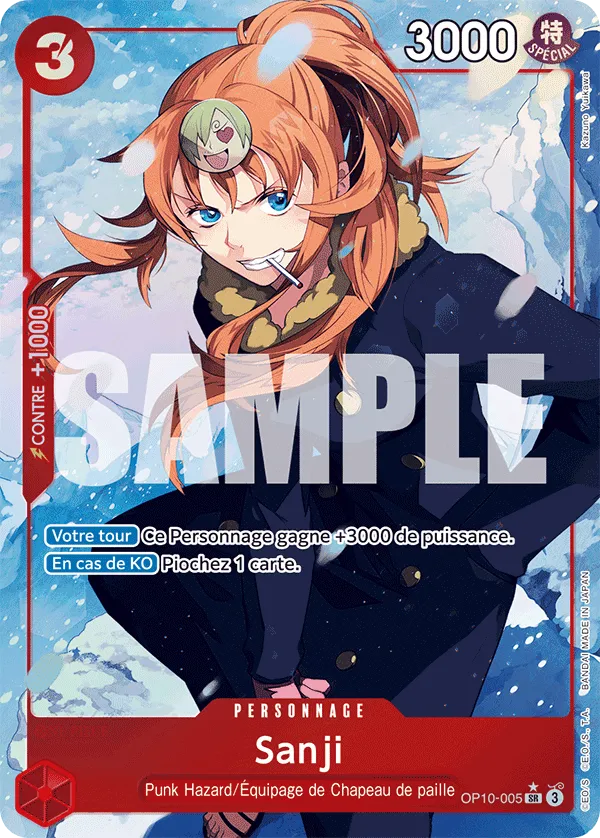 3
3000
特
SPÉCIAL
Kazuno Yuikawa
CONTRE +1000
SAMPLE
Votre tour Ce Personnage gagne +3000 de puissance.
En cas de KO Piochez 1 carte.
PERSONNAGE
Sanji
Punk Hazard/Équipage de Chapeau de paille
OP10-005 SR 3
©E.O/S ©E.O./S., T.A. BANDAI MADE IN JAPAN